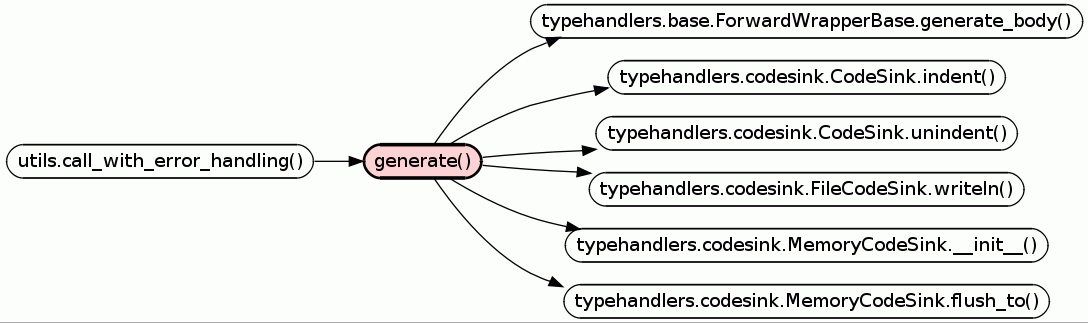 typehandlers.base.ForwardWrapperBase.generate_body()
typehandlers.codesink.CodeSink.indent()
typehandlers.codesink.CodeSink.unindent()
utils.call_with_error_handling()
generate()
typehandlers.codesink.FileCodeSink.writeln()
typehandlers.codesink.MemoryCodeSink.__init__()
typehandlers.codesink.MemoryCodeSink.flush_to()